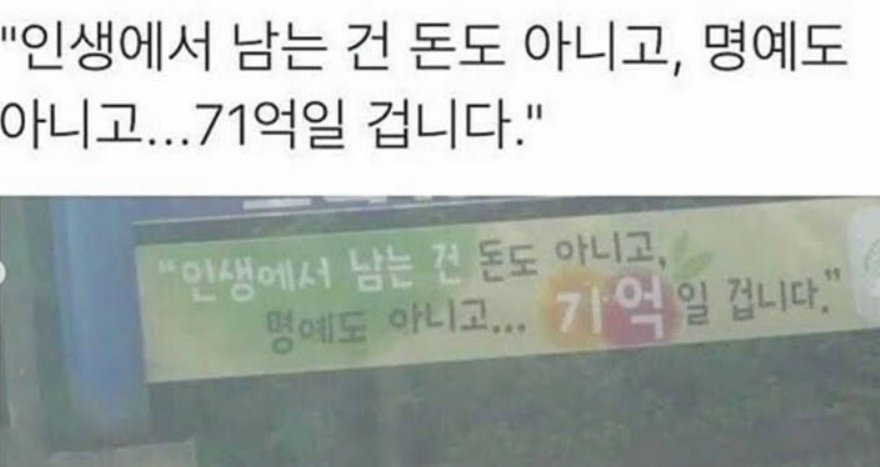 "인생에서 남는 건 돈도 아니고, 명예도
아니고...71억일 겁니다."
"인생에서 남는 건 돈도 아니고,
명예도 아니고... 기억일 겁니다."